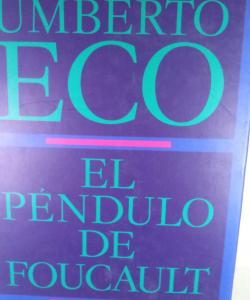 UMBERTO
ECO
EL
PÉNDULO
DE
FOUCAULT